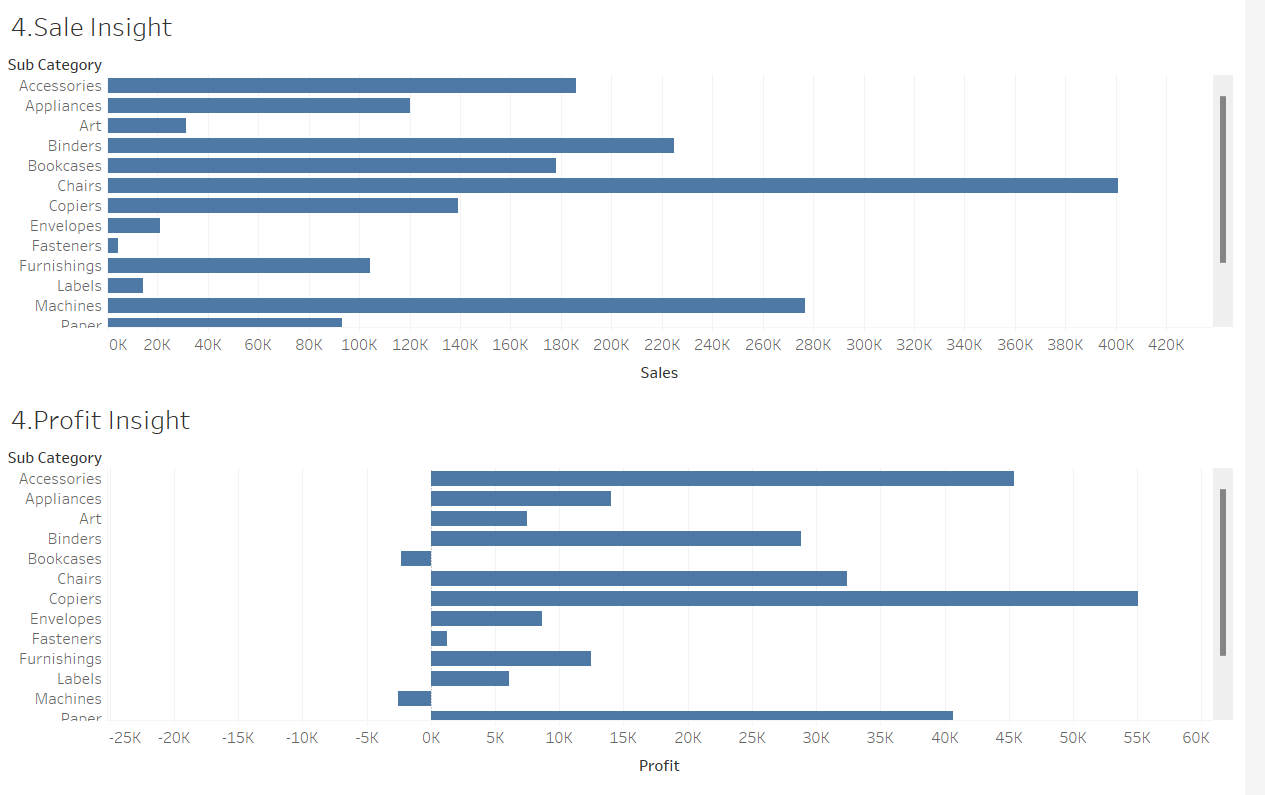 4.Sale Insight
Sub Category
Accessories
Appliances
Art
Binders
Bookcases
Chairs
Copiers
Envelopes
Fasteners
Furnishings
Labels
Machines
Paper
0K 20K 40K 60K 80K 100K 120K 140K 160K 180K 200K 220K 240K 260K 280K 300K 320K 340K 360K 380K 400K 420K
Sales
4.Profit Insight
Sub Category
Accessories
Appliances
Art
Binders
Bookcases
Chairs
Copiers
Envelopes
Fasteners
Furnishings
Labels
Machines
Paper
-25K -20K -15K -10K -5K 0K 5K 10K 15K 20K 25K 30K 35K 40K 45K 50K 55K 60K
Profit